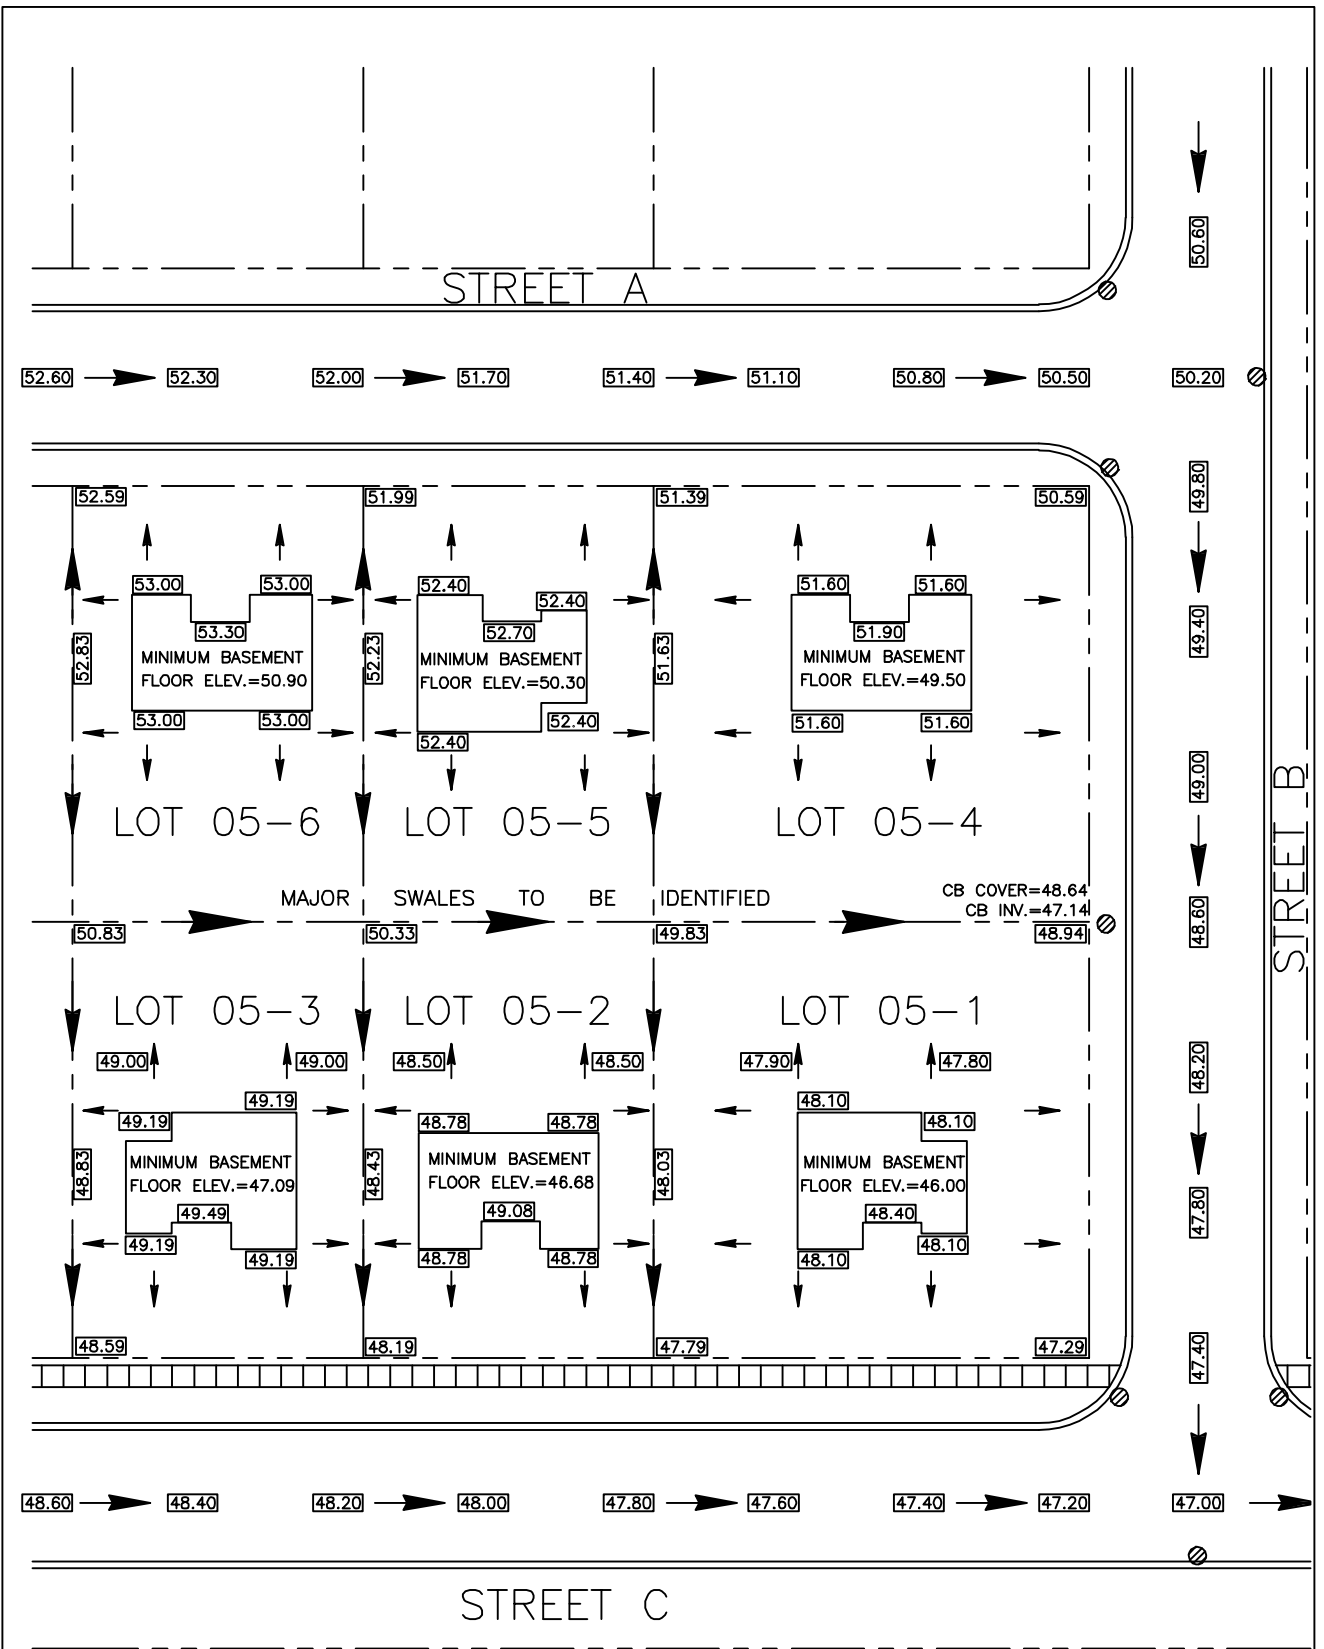 50.60
STREET A
52.60 52.30 52.00 51.70 51.40 51.10 50.80 50.50 50.20
52.59 51.99 51.39 50.59
49.80
53.00 53.00 52.40 52.40 51.60 51.60
53.30 52.70 51.90
49.40
52.83 52.23 51.63
MINIMUM BASEMENT
FLOOR ELEV.=50.90
MINIMUM BASEMENT
FLOOR ELEV.=50.30
MINIMUM BASEMENT
FLOOR ELEV.=49.50
53.00 53.00 52.40 52.40 51.60 51.60
49.00
LOT 05-6 LOT 05-5 LOT 05-4
STREET B
MAJOR SWALES TO BE IDENTIFIED
CB COVER=48.64
CB INV.=47.14
48.60
50.83 50.33 49.83 48.94
LOT 05-3 LOT 05-2 LOT 05-1
49.00 49.00 48.50 48.50 47.90 47.80
48.20
49.19 49.19 48.78 48.78 48.10 48.10
48.83 48.43 48.03
MINIMUM BASEMENT
FLOOR ELEV.=47.09
MINIMUM BASEMENT
FLOOR ELEV.=46.68
MINIMUM BASEMENT
FLOOR ELEV.=46.00
47.80
49.49 49.08 48.40
49.19 49.19 48.78 48.78 48.10 48.10
48.59 48.19 47.79 47.29
47.40
48.60 48.40 48.20 48.00 47.80 47.60 47.40 47.20 47.00
STREET C